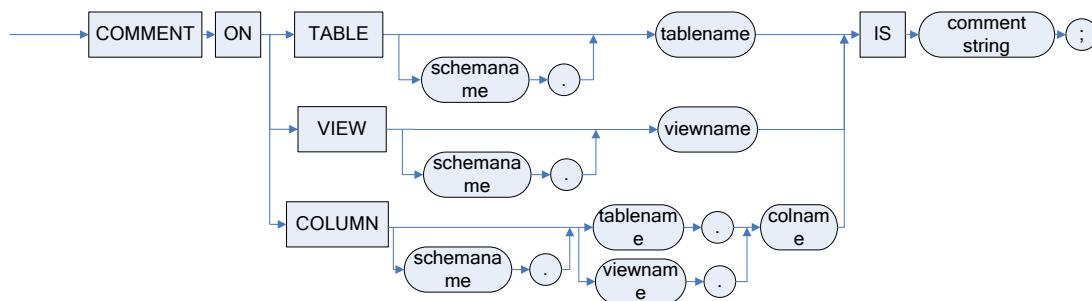 COMMENT ON TABLE tablename IS comment
string ;
schemana
me .
VIEW viewname
schemana
me .
COLUMN tablenam
e . colnam
e
schemana
me . viewnam
e .